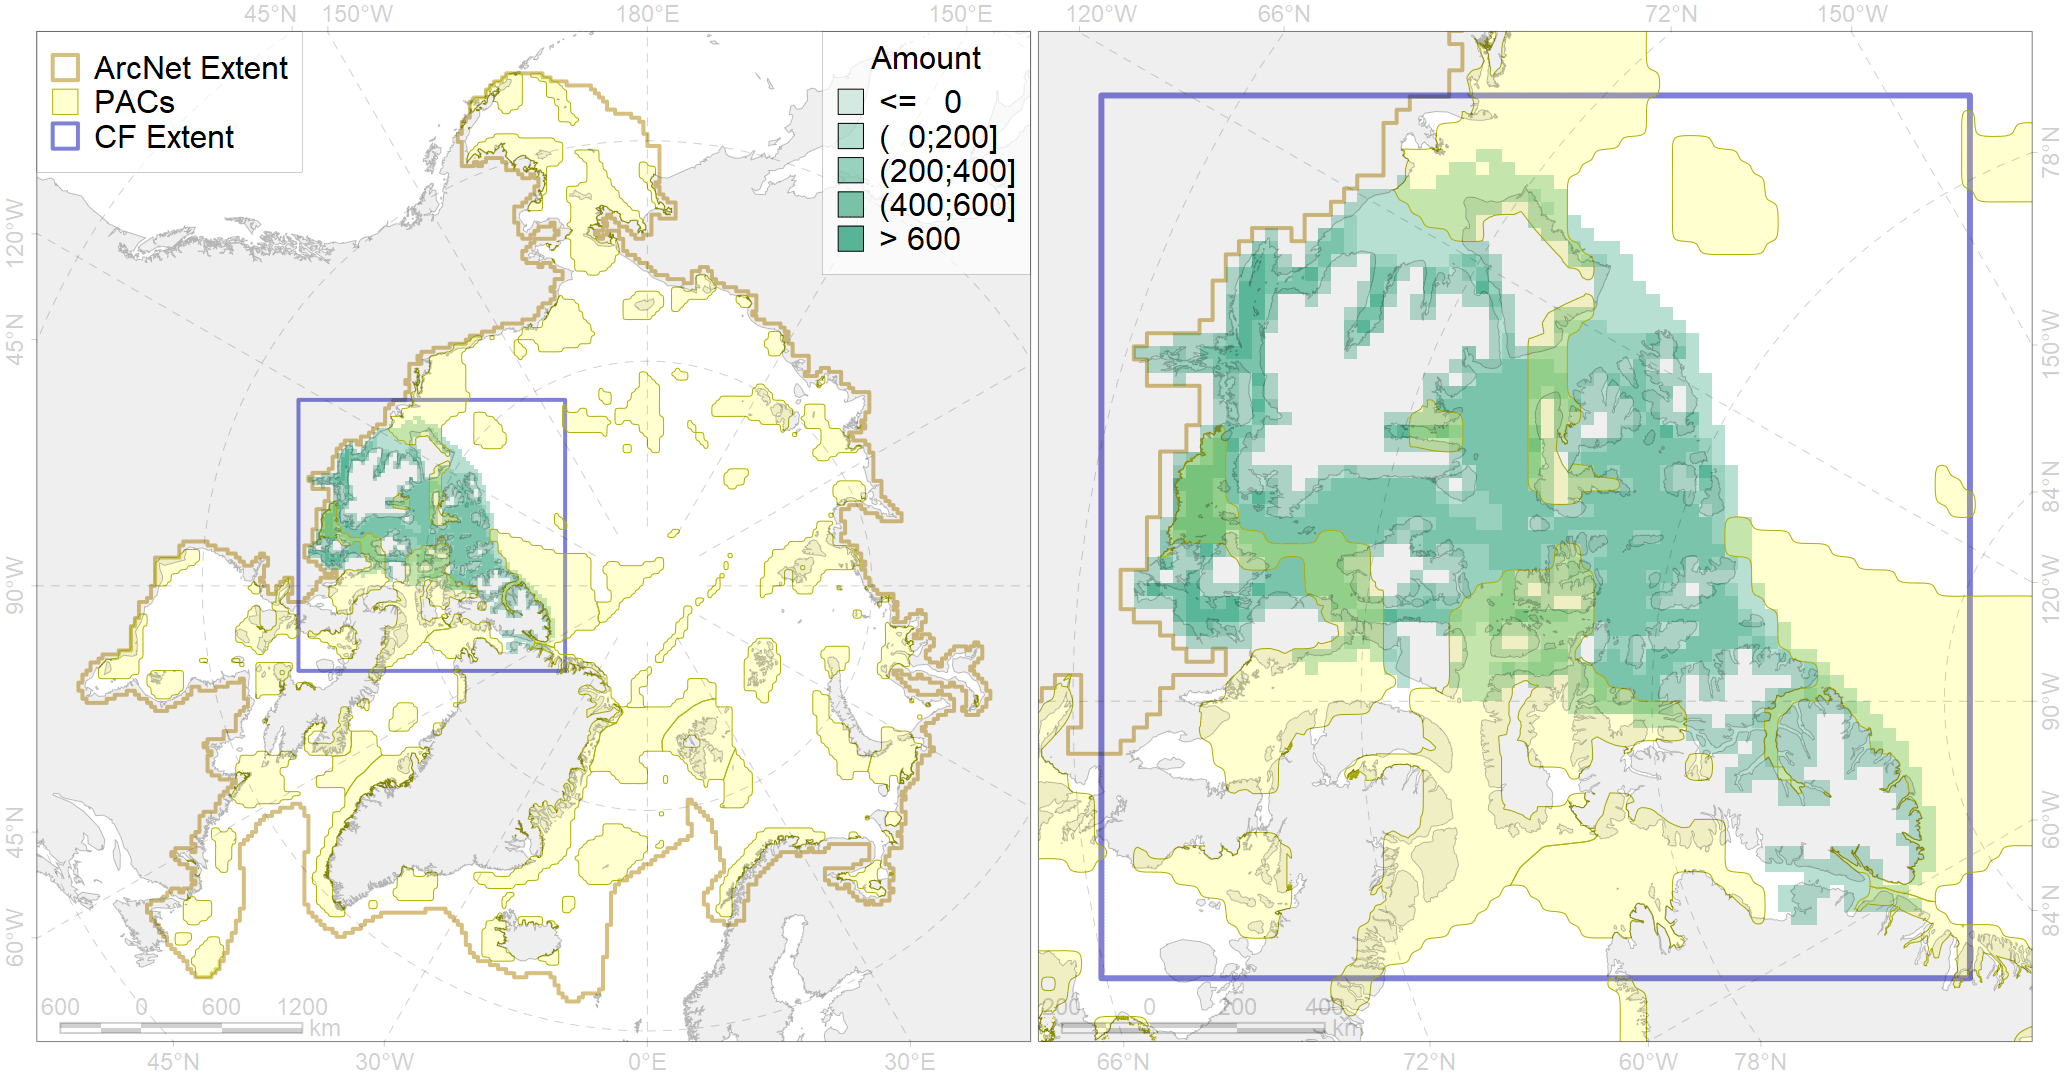 45°N 150°W 180°E 150°E 120°W 66°N 72°N 150°W
ArcNet Extent
PACs
CF Extent
Amount
<= 0
( 0;200]
(200;400]
(400;600]
> 600
120°W
45°N
90°W
45°N
60°W
78°N
150°W
84°N
120°W
90°W
60°W
84°N
600 0 600 1200
km
200 0 200 400
km
45°N 30°W 0°E 30°E 66°N 72°N 60°W 78°N